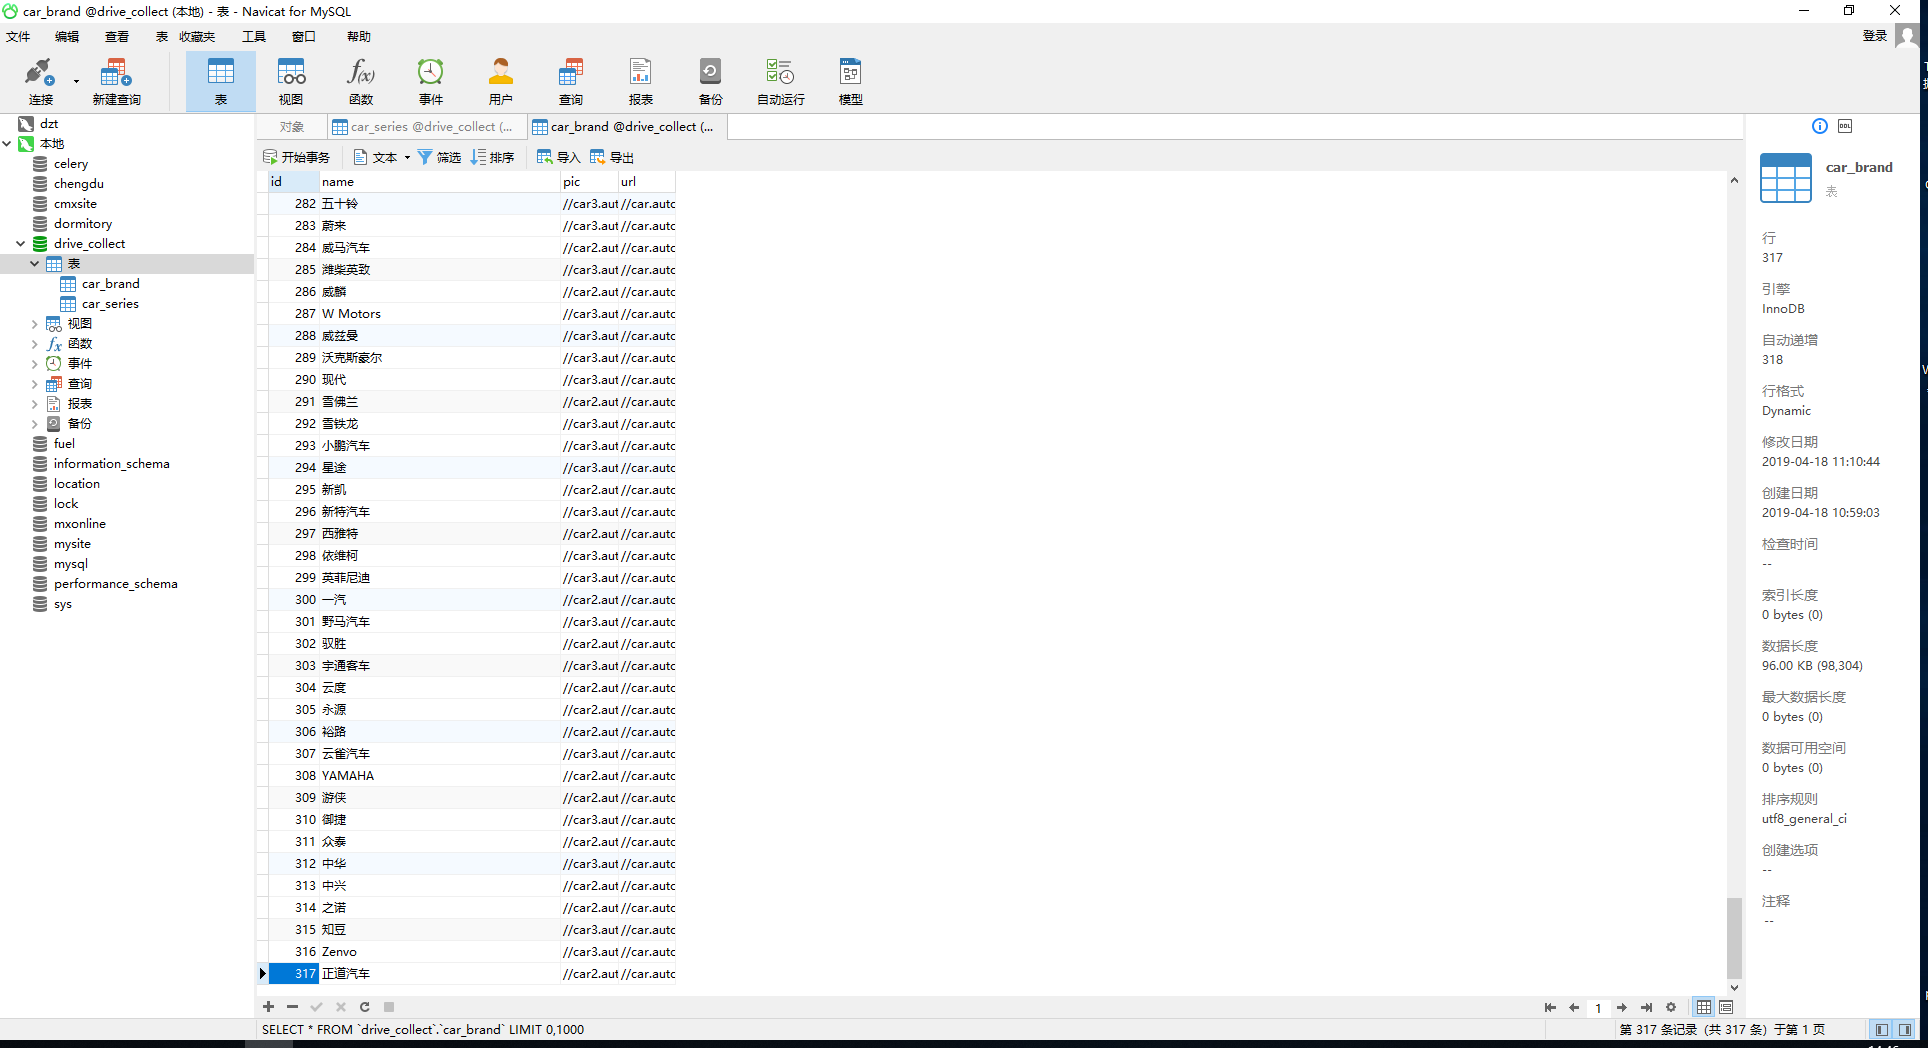 car_brand @drive_collect (本地) - 表 - Navicat for MySQL
文件 编辑 查看 表 收藏夹 工具 窗口 帮助 登录
连接 新建查询 表 视图 函数 事件 用户 查询 报表 备份 自动运行 模型
dzt
本地
celery
chengdu
cmxsite
dormitory
drive_collect
表
car_brand
car_series
视图
函数
事件
查询
报表
备份
fuel
information_schema
location
lock
mxonline
mysite
mysql
performance_schema
sys
对象 car_series @drive_collect (... car_brand @drive_collect (...
开始事务 文本 筛选 排序 导入 导出
id name pic url
282 五十铃 //car3.aut //car.autc
283 蔚来 //car3.aut //car.autc
284 威马汽车 //car2.aut //car.autc
285 潍柴英致 //car3.aut //car.autc
286 威麟 //car2.aut //car.autc
287 W Motors //car3.aut //car.autc
288 威兹曼 //car3.aut //car.autc
289 沃克斯豪尔 //car3.aut //car.autc
290 现代 //car3.aut //car.autc
291 雪佛兰 //car2.aut //car.autc
292 雪铁龙 //car3.aut //car.autc
293 小鹏汽车 //car3.aut //car.autc
294 星途 //car3.aut //car.autc
295 新凯 //car2.aut //car.autc
296 新特汽车 //car3.aut //car.autc
297 西雅特 //car2.aut //car.autc
298 依维柯 //car3.aut //car.autc
299 英菲尼迪 //car3.aut //car.autc
300 一汽 //car2.aut //car.autc
301 野马汽车 //car3.aut //car.autc
302 驭胜 //car2.aut //car.autc
303 宇通客车 //car3.aut //car.autc
304 云度 //car2.aut //car.autc
305 永源 //car2.aut //car.autc
306 裕路 //car2.aut //car.autc
307 云雀汽车 //car3.aut //car.autc
308 YAMAHA //car2.aut //car.autc
309 游侠 //car2.aut //car.autc
310 御捷 //car3.aut //car.autc
311 众泰 //car2.aut //car.autc
312 中华 //car3.aut //car.autc
313 中兴 //car2.aut //car.autc
314 之诺 //car2.aut //car.autc
315 知豆 //car3.aut //car.autc
316 Zenvo //car3.aut //car.autc
317 正道汽车 //car2.aut //car.autc
1
SELECT * FROM `drive_collect`.`car_brand` LIMIT 0,1000
第 317 条记录 (共 317 条) 于第 1 页
DDL
car_brand
表
行
317
引擎
InnoDB
自动递增
318
行格式
Dynamic
修改日期
2019-04-18 11:10:44
创建日期
2019-04-18 10:59:03
检查时间
--
索引长度
0 bytes (0)
数据长度
96.00 KB (98,304)
最大数据长度
0 bytes (0)
数据可用空间
0 bytes (0)
排序规则
utf8_general_ci
创建选项
--
注释
--